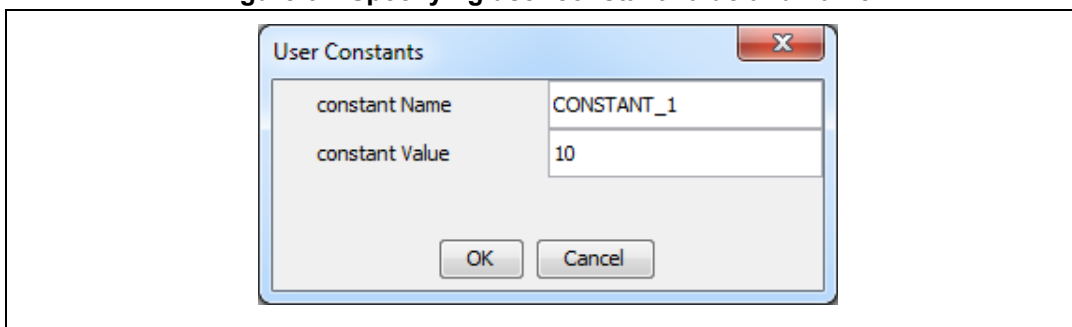 User Constants
constant Name CONSTANT_1
constant Value 10
OK Cancel